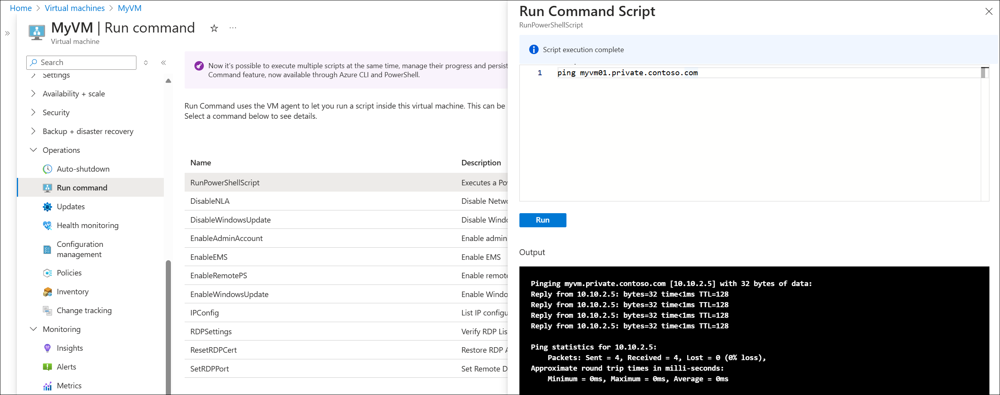 Home > Virtual machines > MyVM
MyVM | Run command
Virtual machine
Search
Settings
Availability + scale
Security
Backup + disaster recovery
Operations
Auto-shutdown
Run command
Updates
Health monitoring
Configuration
management
Policies
Inventory
Change tracking
Monitoring
Insights
Alerts
Metrics
Now it's possible to execute multiple scripts at the same time, manage their progress and persist
Command feature, now available through Azure CLI and PowerShell.
Run Command uses the VM agent to let you run a script inside this virtual machine. This can be
Select a command below to see details.
Name Description
RunPowerShellScript Executes a Po
DisableNLA Disable Netwo
DisableWindowsUpdate Disable Windo
EnableAdminAccount Enable admin
EnableEMS Enable EMS
EnableRemotePS Enable remote
EnableWindowsUpdate Enable Windo
IPConfig List IP configu
RDPSettings Verify RDP Lis
ResetRDPCert Restore RDP
SetRDPPort Set Remote D
Run Command Script
RunPowerShellScript
Script execution complete
1 ping myvm01.private.contoso.com
Run
Output
Pinging myvm.private.contoso.com [10.10.2.5] with 32 bytes of data:
Reply from 10.10.2.5: bytes=32 time<1ms TTL=128
Reply from 10.10.2.5: bytes=32 time<1ms TTL=128
Reply from 10.10.2.5: bytes=32 time<1ms TTL=128
Reply from 10.10.2.5: bytes=32 time<1ms TTL=128
Ping statistics for 10.10.2.5:
Packets: Sent = 4, Received = 4, Lost = 0 (0% loss),
Approximate round trip times in milli-seconds:
Minimum = 0ms, Maximum = 0ms, Average = 0ms